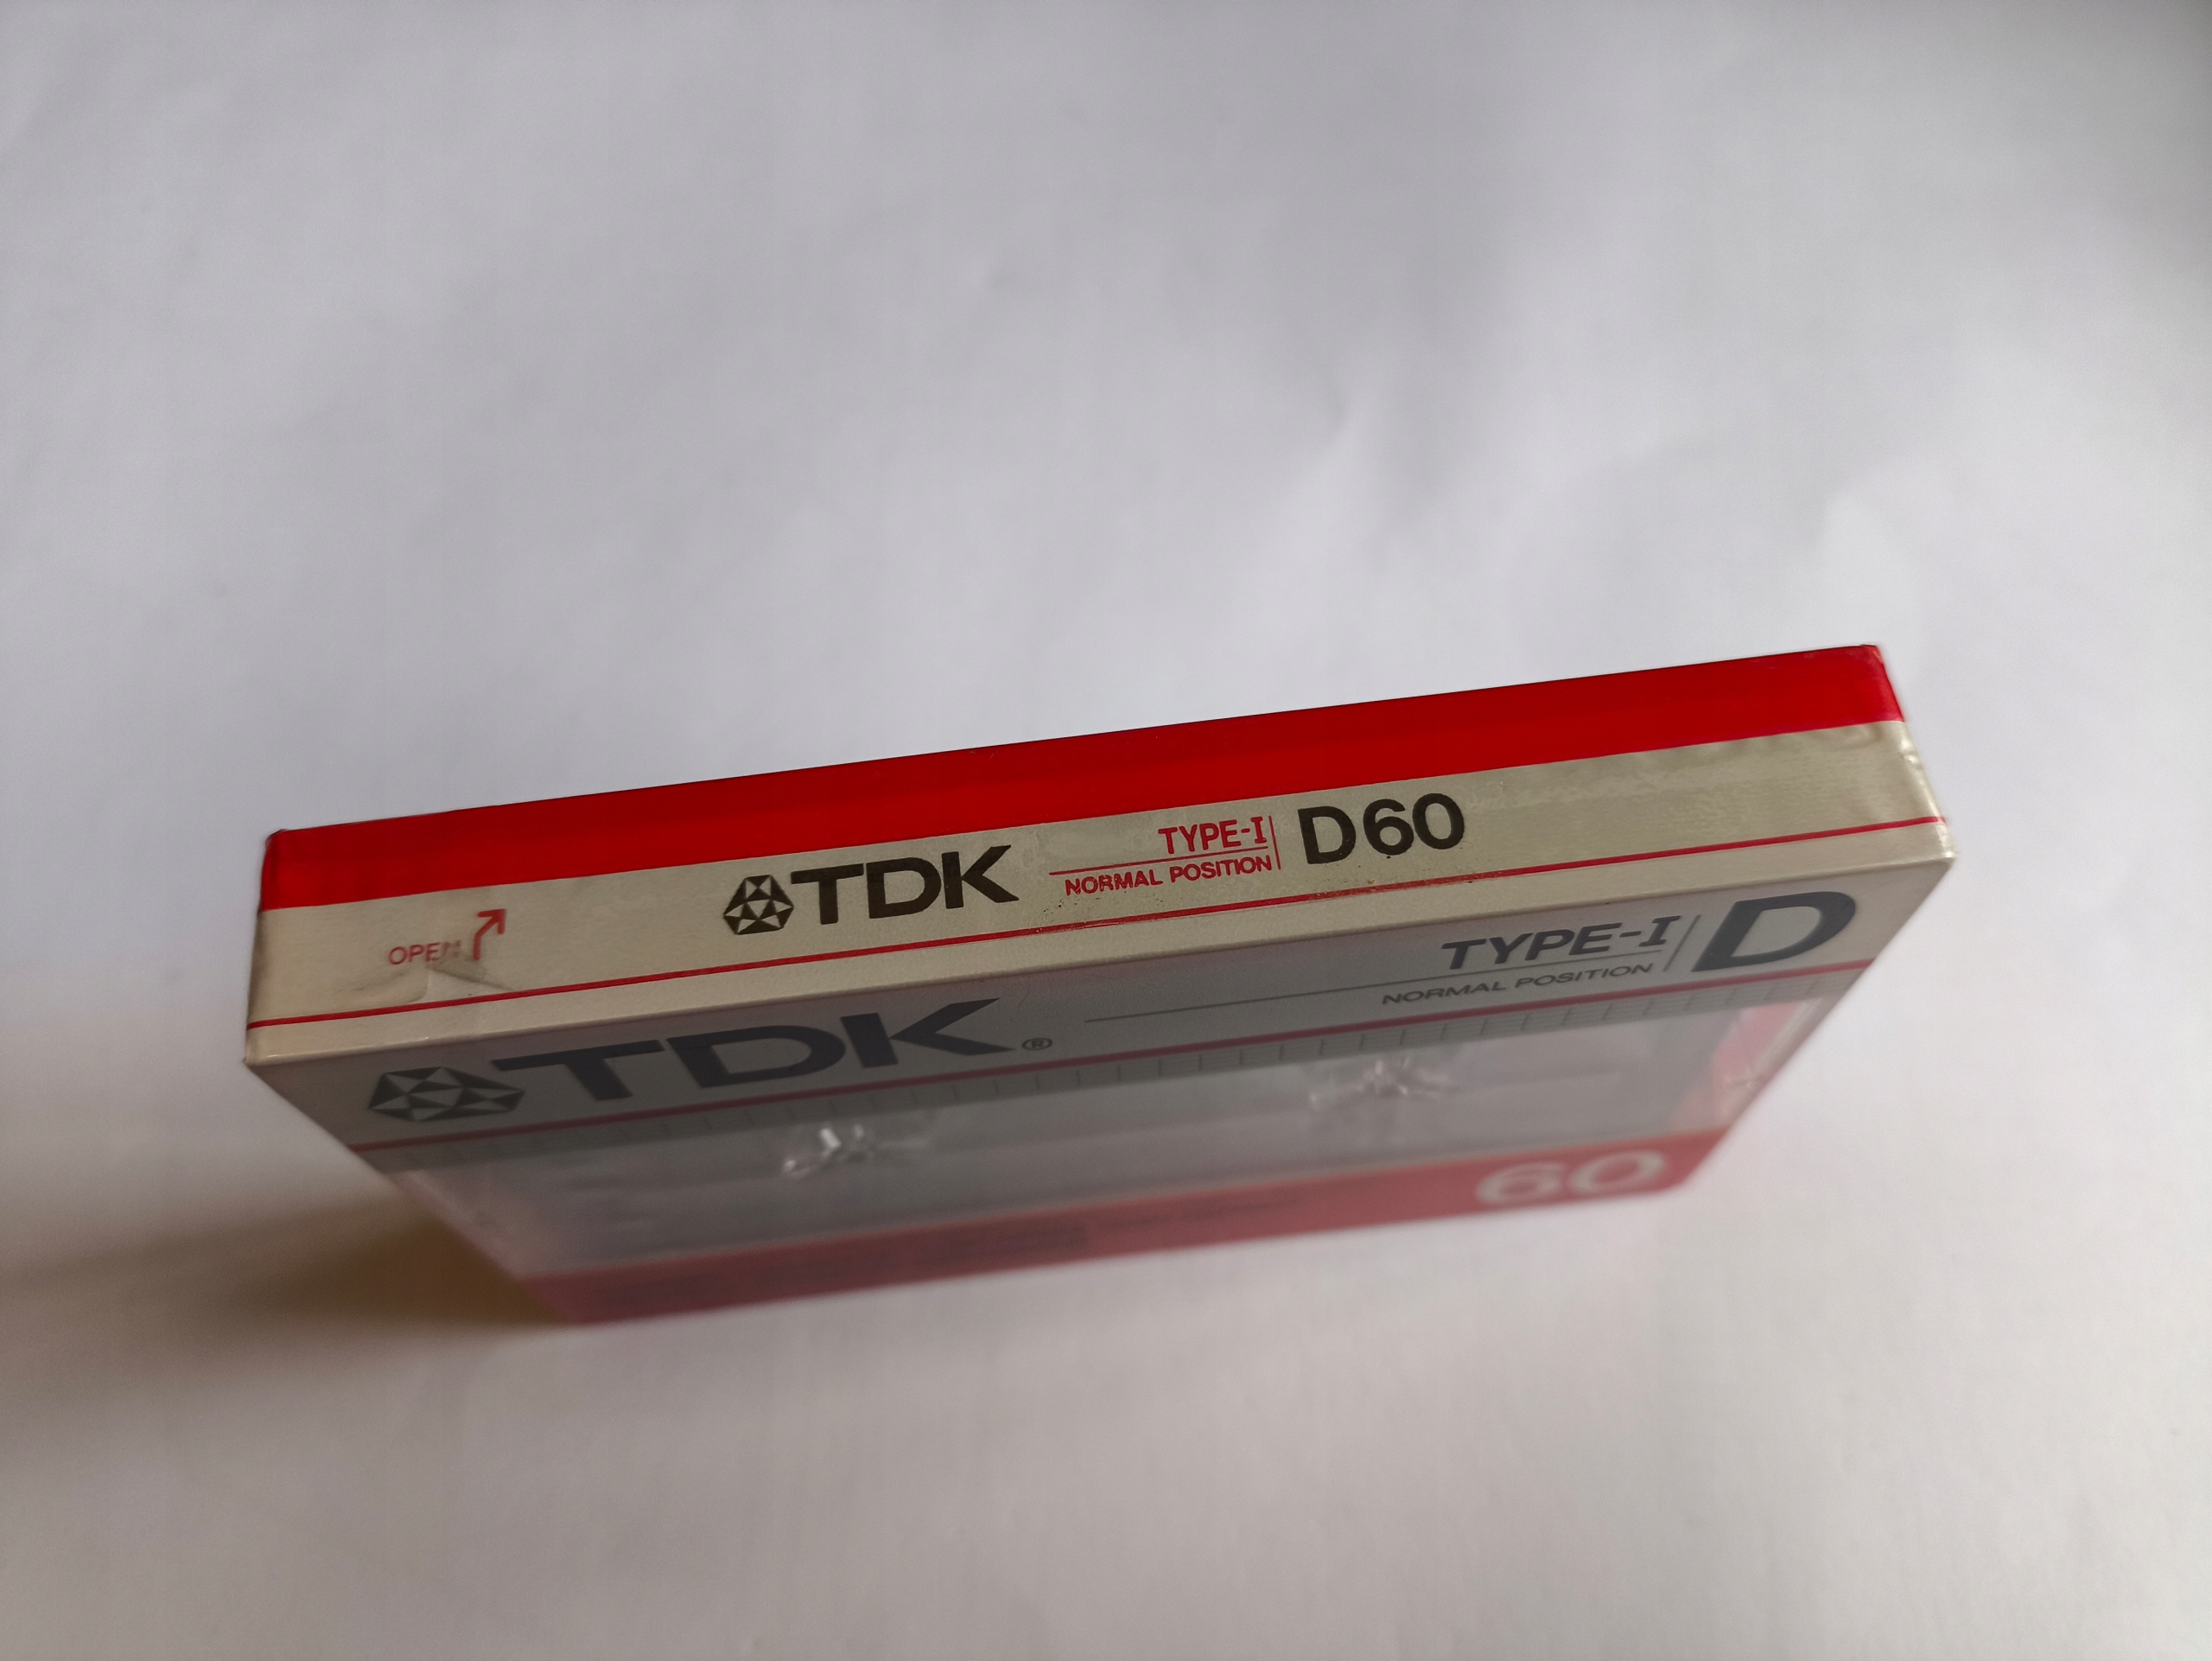 OPEN
TDK
TYPE-I
NORMAL POSITION
D60
TDK®
TYPE-I
NORMAL POSITION
D
60